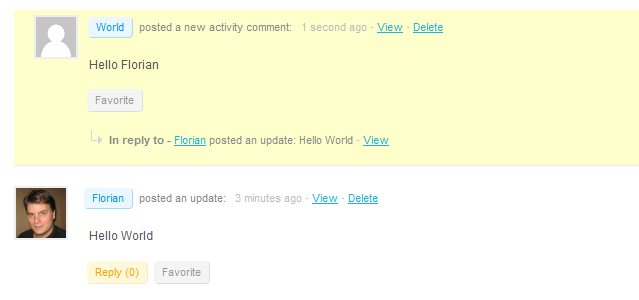 World posted a new activity comment: 1 second ago · View · Delete
Hello Florian
Favorite
In reply to - Florian posted an update: Hello World · View
Florian posted an update: 3 minutes ago · View · Delete
Hello World
Reply (0) Favorite